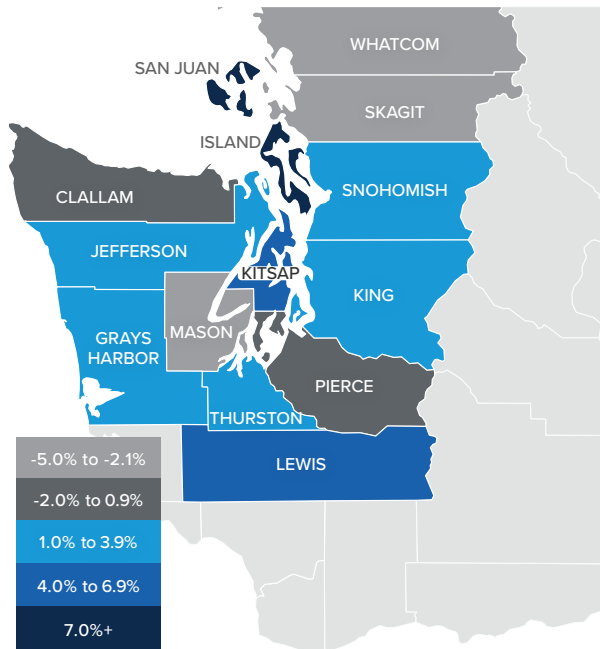 WHATCOM
SAN JUAN
SKAGIT
ISLAND
SNOHOMISH
CLALLAM
JEFFERSON
KITSAP
KING
MASON
GRAYS
HARBOR
PIERCE
THURSTON
LEWIS
-5.0% to -2.1%
-2.0% to 0.9%
1.0% to 3.9%
4.0% to 6.9%
7.0%+